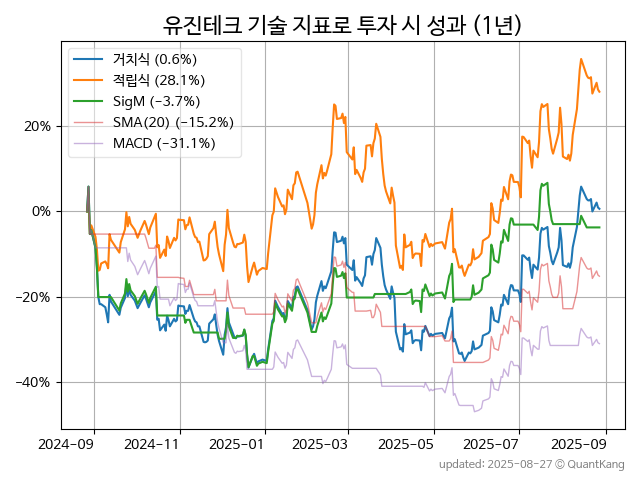 유진테크 기술 지표로 투자 시 성과 (1년)
거치식 (0.6%)
적립식 (28.1%)
SigM (−3.7%)
SMA(20) (−15.2%)
MACD (−31.1%)
20%
0%
−20%
−40%
2024-09 2024-11 2025-01 2025-03 2025-05 2025-07 2025-09
updated: 2025-08-27 © QuantKang